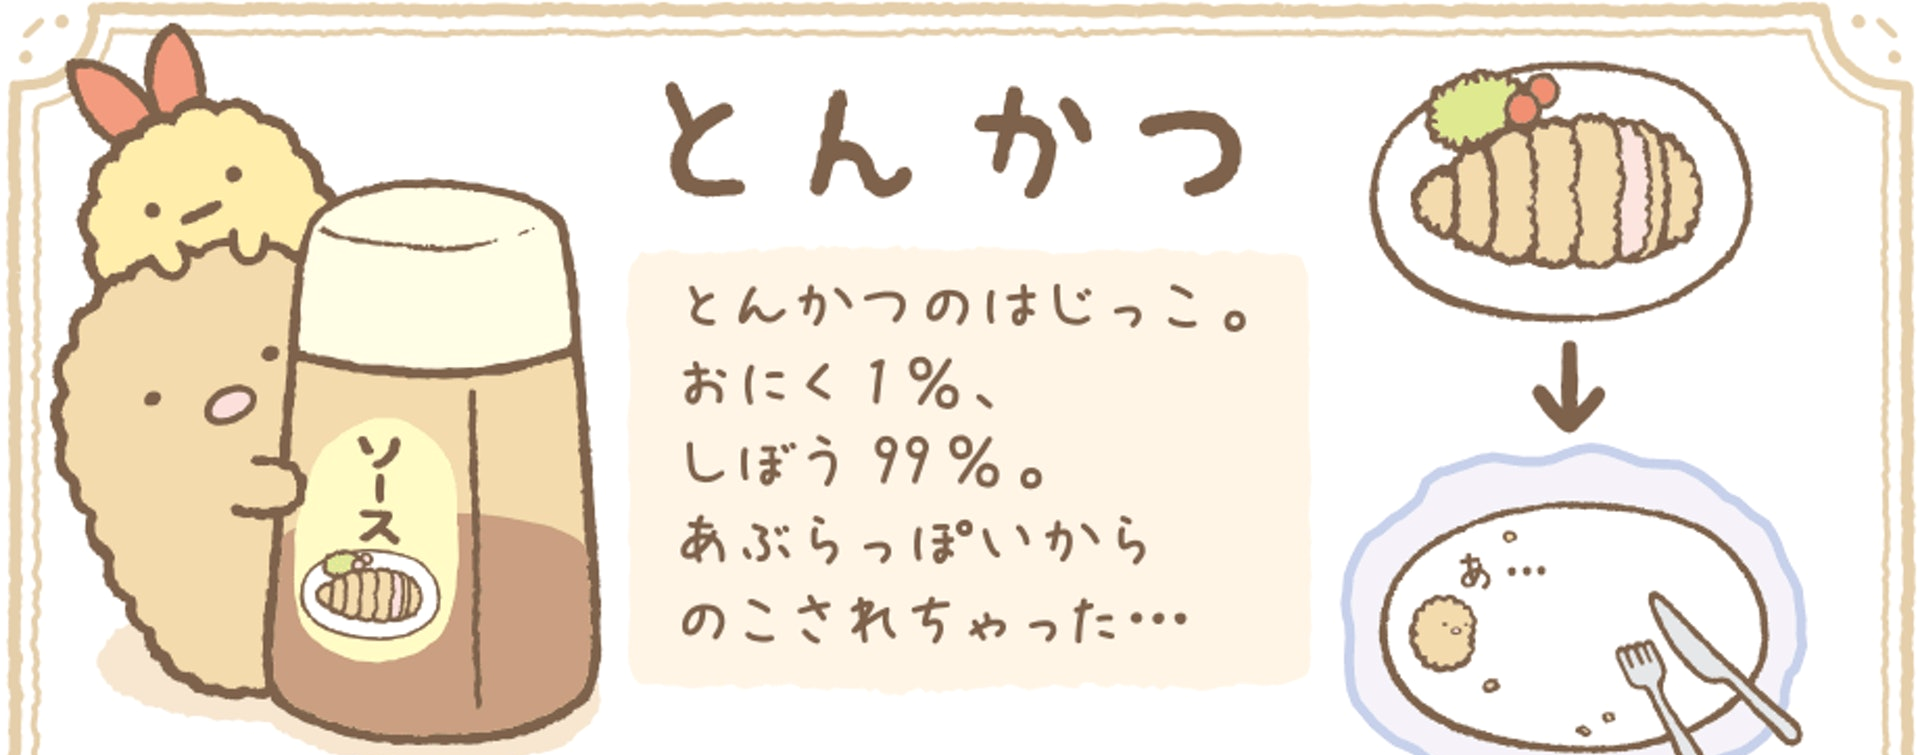 とんかつ
とんかつのはじっこ。
おにく1%、
しぼう99%。
あぶらっぽいから
のこされちゃった…
ソース
あ…